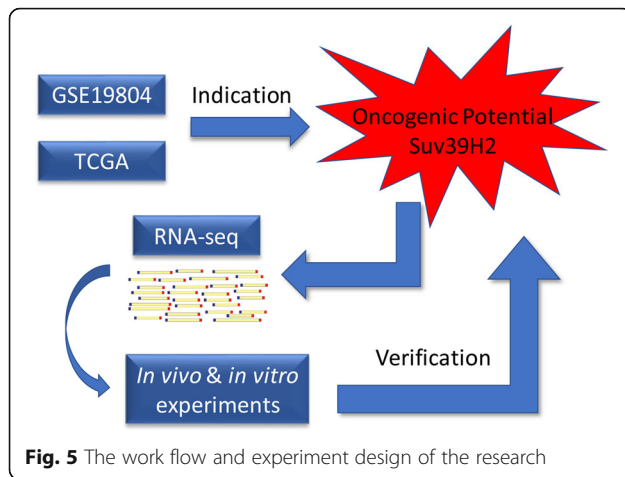 GSE19804
Indication
TCGA
Oncogenic Potential
Suv39H2
RNA-seq
In vivo & in vitro
experiments
Verification
Fig. 5 The work flow and experiment design of the research